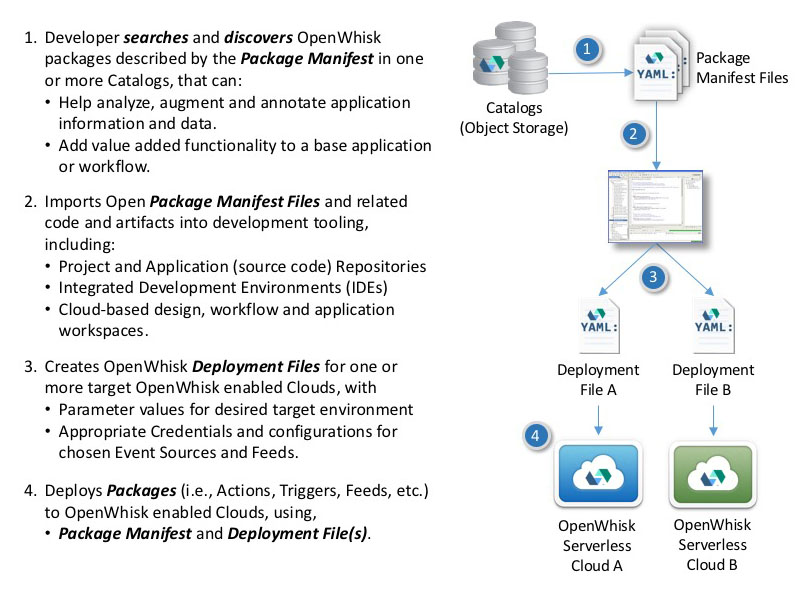 1. Developer searches and discovers OpenWhisk
packages described by the Package Manifest in one
or more Catalogs, that can:
• Help analyze, augment and annotate application
information and data.
• Add value added functionality to a base application
or workflow.
2. Imports Open Package Manifest Files and related
code and artifacts into development tooling,
including:
• Project and Application (source code) Repositories
• Integrated Development Environments (IDEs)
• Cloud-based design, workflow and application
workspaces.
3. Creates OpenWhisk Deployment Files for one or
more target OpenWhisk enabled Clouds, with
• Parameter values for desired target environment
• Appropriate Credentials and configurations for
chosen Event Sources and Feeds.
4. Deploys Packages (i.e., Actions, Triggers, Feeds, etc.)
to OpenWhisk enabled Clouds, using,
• Package Manifest and Deployment File(s).
1
YAML:
Package
Manifest Files
Catalogs
(Object Storage)
2
3
YAML:
YAML:
Deployment
File A
Deployment
File B
4
OpenWhisk
Serverless
Cloud A
OpenWhisk
Serverless
Cloud B